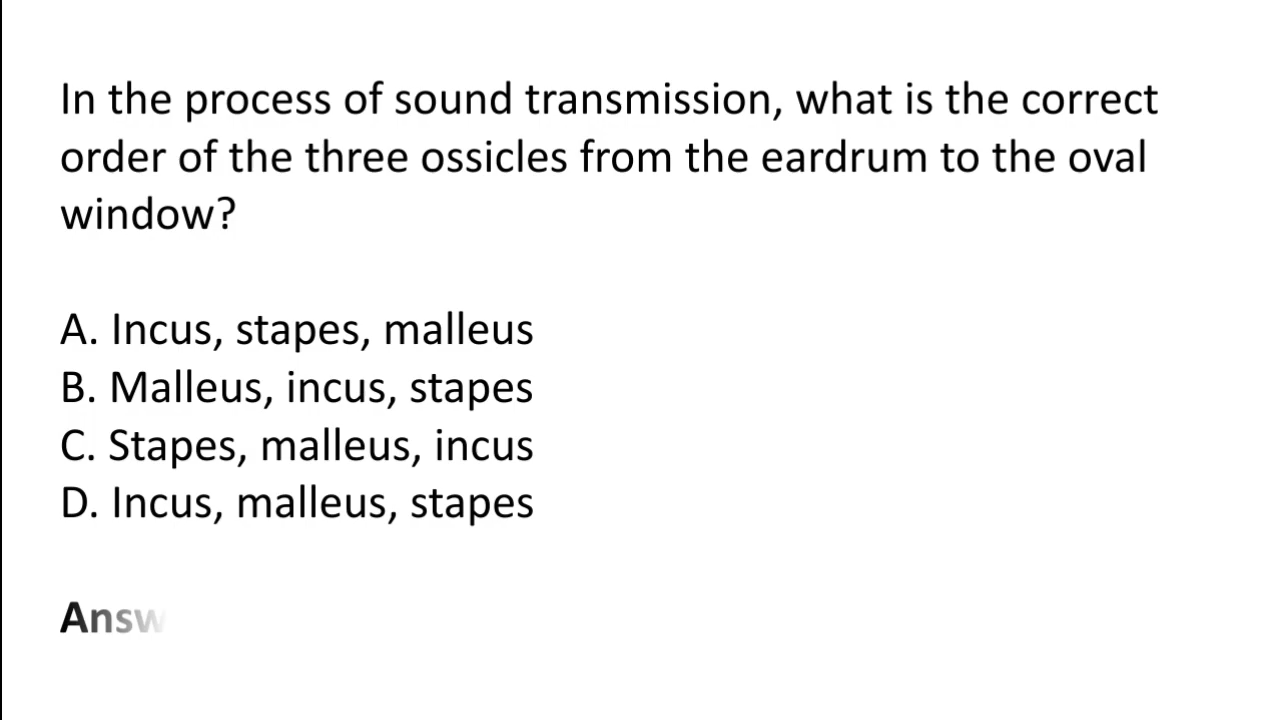 In the process of sound transmission, what is the correct
order of the three ossicles from the eardrum to the oval
window?
A. Incus, stapes, malleus
B. Malleus, incus, stapes
C. Stapes, malleus, incus
D. Incus, malleus, stapes
Answ